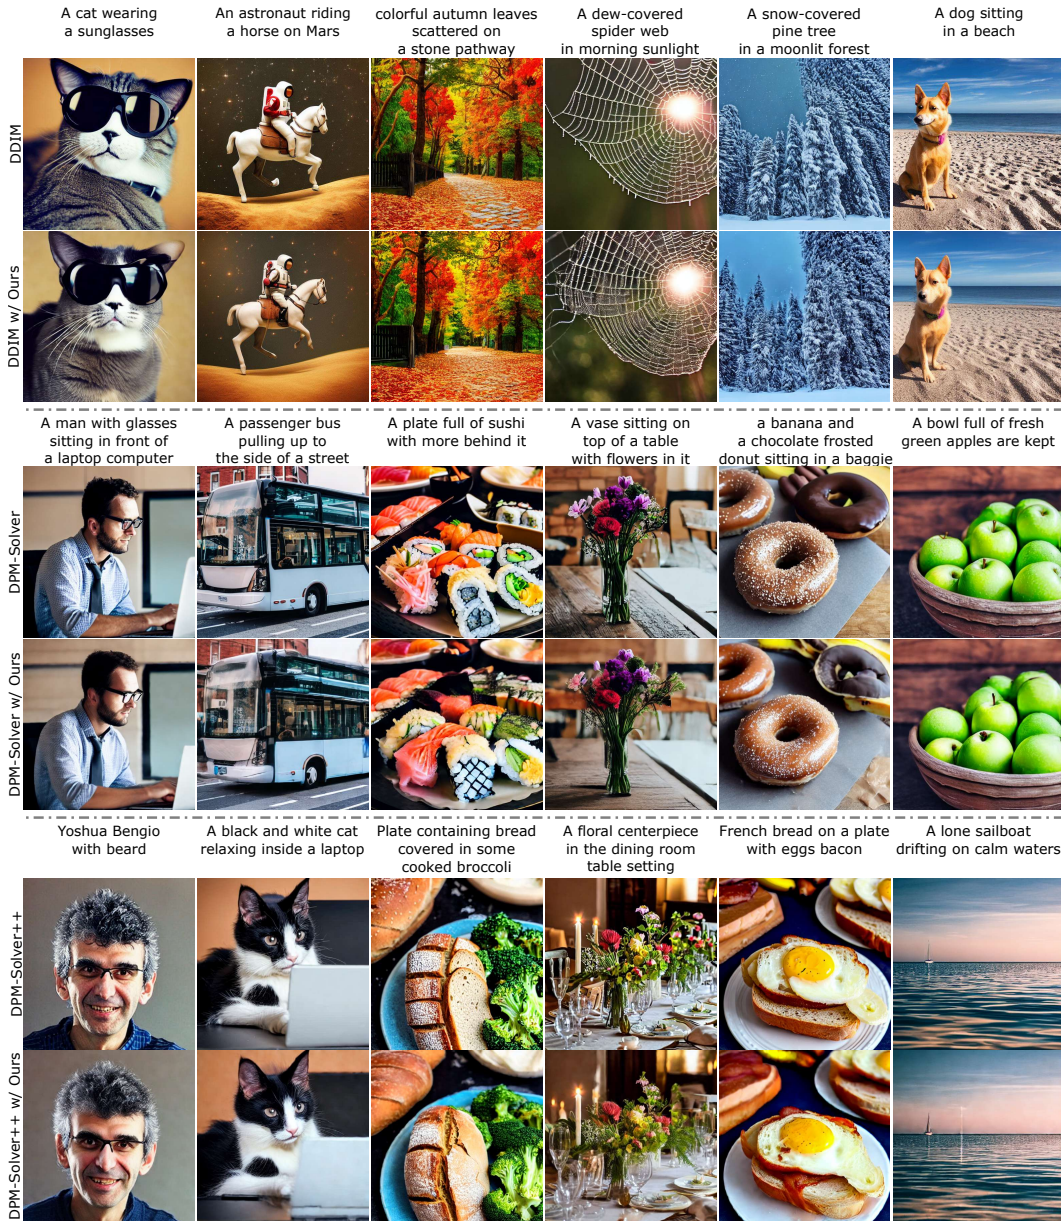 A cat wearing
a sunglasses
An astronaut riding
a horse on Mars
colorful autumn leaves
scattered on
a stone pathway
A dew-covered
spider web
in morning sunlight
A snow-covered
pine tree
in a moonlit forest
A dog sitting
in a beach
DDIM
DDIM w/ Ours
A man with glasses
sitting in front of
a laptop computer
A passenger bus
pulling up to
the side of a street
A plate full of sushi
with more behind it
A vase sitting on
top of a table
with flowers in it
a banana and
a chocolate frosted
donut sitting in a baggie
A bowl full of fresh
green apples are kept
DPM-Solver
DPM-Solver w/ Ours
Yoshua Bengio
with beard
A black and white cat
relaxing inside a laptop
Plate containing bread
covered in some
cooked broccoli
A floral centerpiece
in the dining room
table setting
French bread on a plate
with eggs bacon
A lone sailboat
drifting on calm waters
DPM-Solver++
DPM-Solver++ w/ Ours